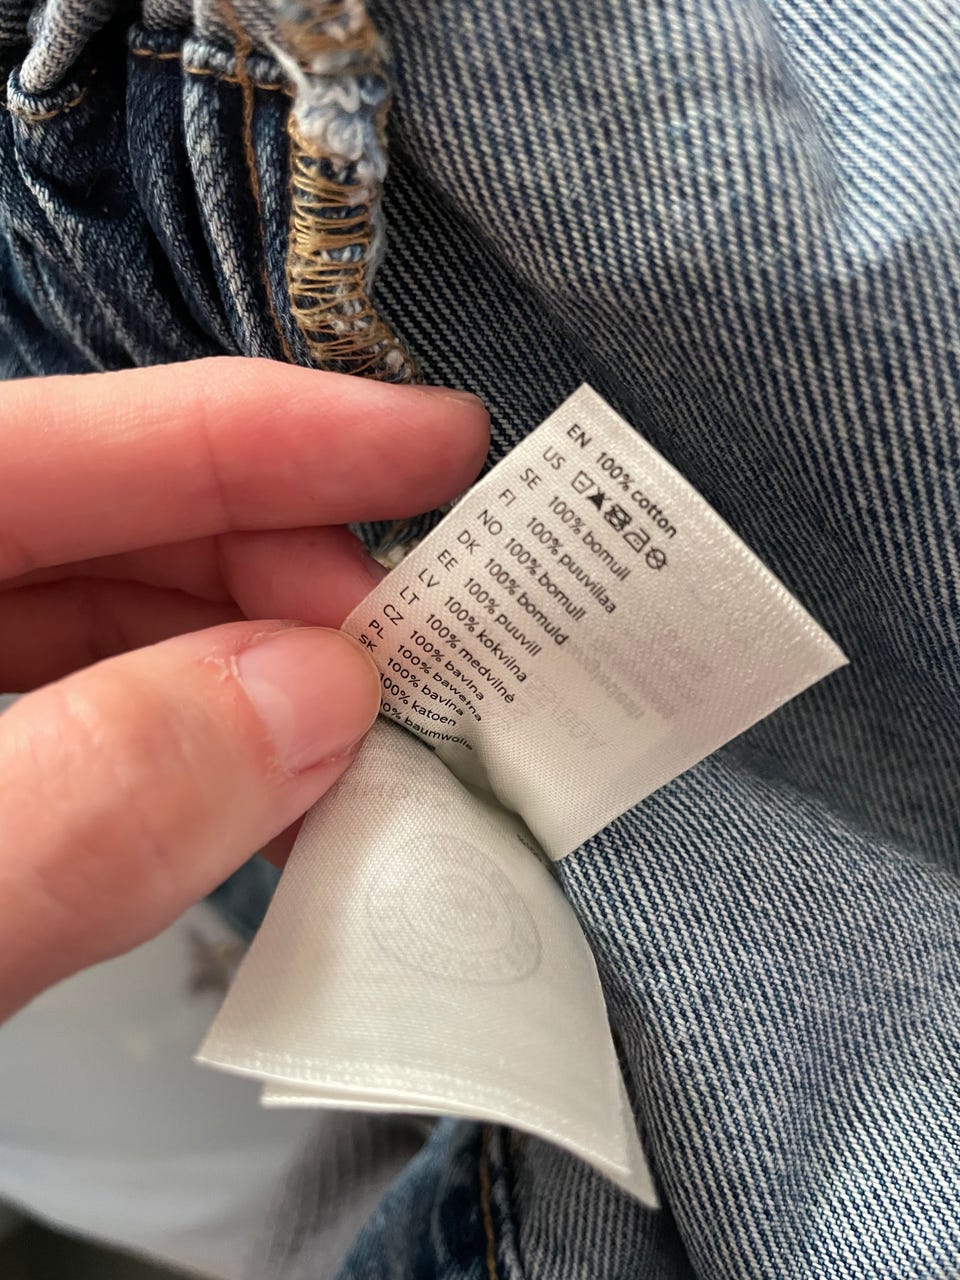 EN 100% cotton
US
SE 100% bomull
FI 100% puuvillaa
NO 100% bomull
DK 100% bomuld
EE 100% puuvill
LV 100% kokvilna
LT 100% medvilnė
CZ 100% bavlna
PL 100% bawełna
SK 100% bavlna
100% katoen
baumwolle